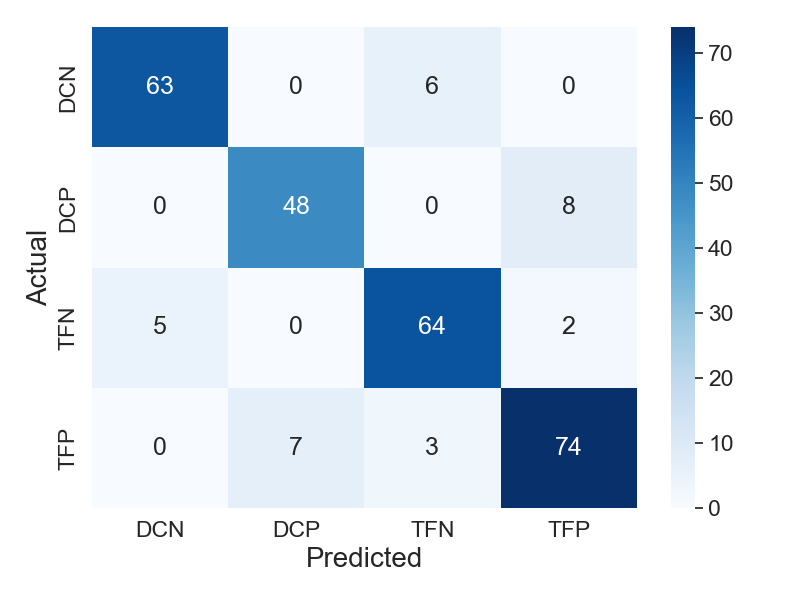 DCN 63 0 6 0
DCP 0 48 0 8
TFN 5 0 64 2
TFP 0 7 3 74
DCN DCP TFN TFP
Predicted
Actual
70
60
50
40
30
20
10
0